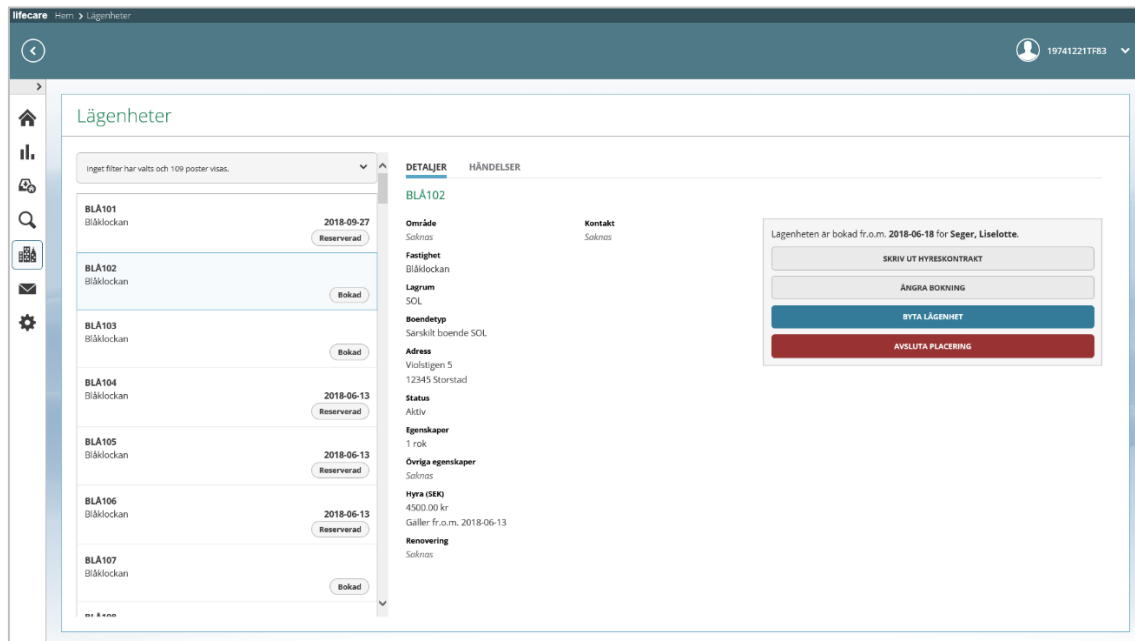 lifecare Hem > Lägenheter
19741221TF83
Lägenheter
Inget filter har valts och 109 poster visas.
BLÅ101
Blåklockan
2018-09-27
Reserverad
BLÅ102
Blåklockan
Bokad
BLÅ103
Blåklockan
Bokad
BLÅ104
Blåklockan
2018-06-13
Reserverad
BLÅ105
Blåklockan
2018-06-13
Reserverad
BLÅ106
Blåklockan
2018-06-13
Reserverad
BLÅ107
Blåklockan
Bokad
DETALJER HÄNDELSER
BLÅ102
Område
Saknas
Kontakt
Saknas
Fastighet
Blåklockan
Lagrum
SOL
Boendetyp
Särskilt boende SOL
Adress
Violstigen 5
12345 Storstad
Status
Aktiv
Egenskaper
1 rok
Övriga egenskaper
Saknas
Hyra (SEK)
4500.00 kr
Gäller fr.o.m. 2018-06-13
Renovering
Saknas
Lägenheten är bokad fr.o.m. 2018-06-18 for Seger, Liselotte.
SKRIV UT HYRESKONTRAKT
ÅNGRA BOKNING
BYTA LÄGENHET
AVSLUTA PLACERING